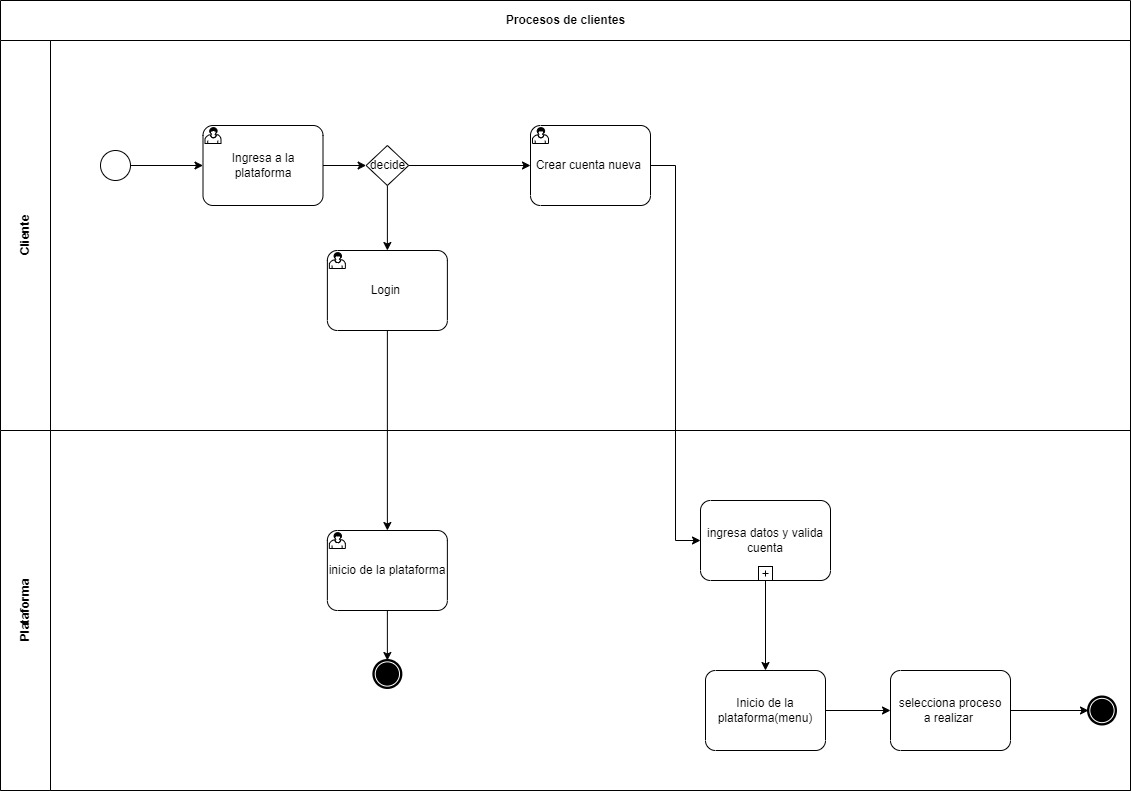 Procesos de clientes
Cliente
Ingresa a la
plataforma
decide
Crear cuenta nueva
Login
Plataforma
inicio de la plataforma
ingresa datos y valida
cuenta
Inicio de la
plataforma(menu)
selecciona proceso
a realizar